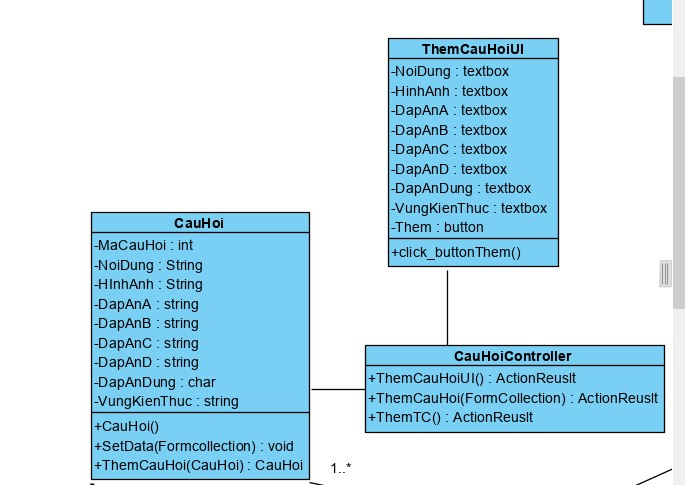 ThemCauHoiUI
-NoiDung : textbox
-HinhAnh : textbox
-DapAnA : textbox
-DapAnB : textbox
-DapAnC : textbox
-DapAnD : textbox
-DapAnDung : textbox
-VungKienThuc : textbox
-Them : button
+click_buttonThem()
CauHoi
-MaCauHoi : int
-NoiDung : String
-HInhAnh : String
-DapAnA : string
-DapAnB : string
-DapAnC : string
-DapAnD : string
-DapAnDung : char
-VungKienThuc : string
+CauHoi()
+SetData(Formcollection) : void
+ThemCauHoi(CauHoi) : CauHoi
CauHoiController
+ThemCauHoiUI() : ActionReuslt
+ThemCauHoi(FormCollection) : ActionReuslt
+ThemTC() : ActionReuslt
1..*